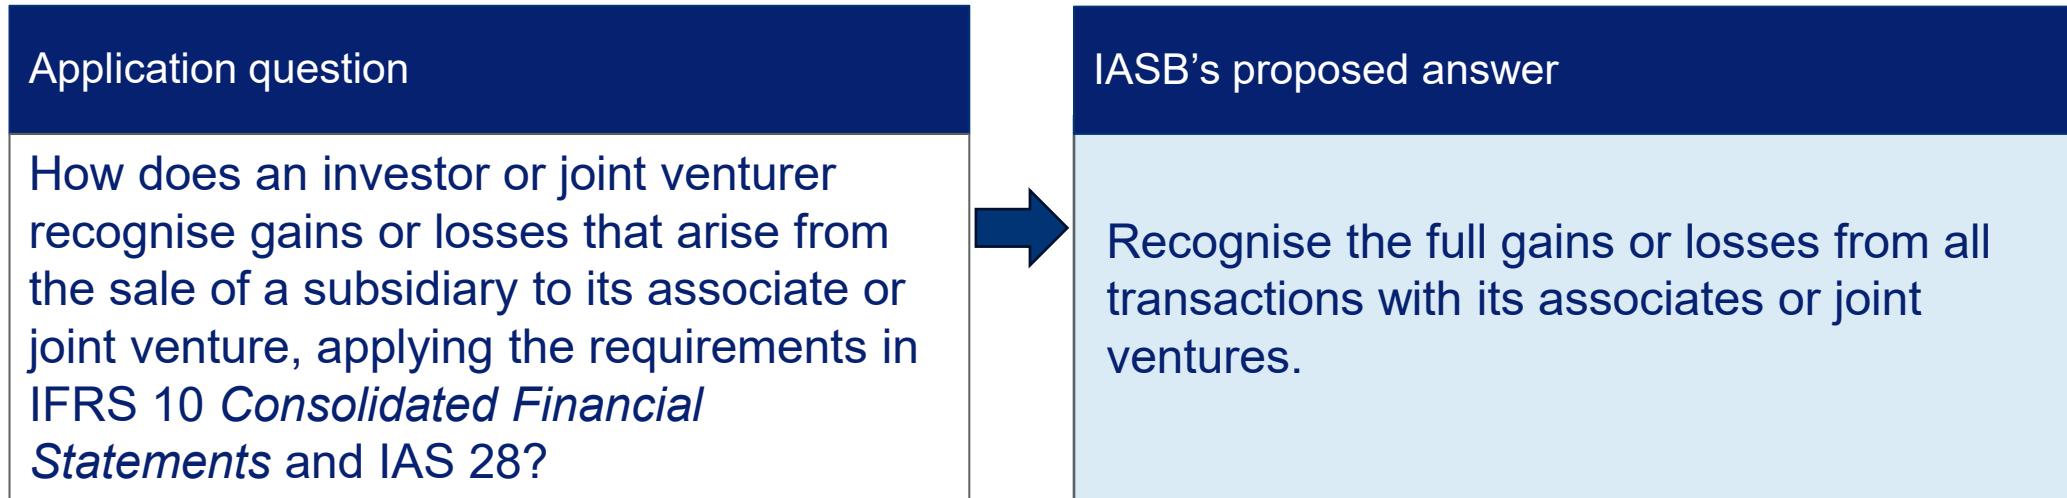 Application question
How does an investor or joint venturer
recognise gains or losses that arise from
the sale of a subsidiary to its associate or
joint venture, applying the requirements in
IFRS 10 Consolidated Financial
Statements and IAS 28?
IASB’s proposed answer
Recognise the full gains or losses from all
transactions with its associates or joint
ventures.